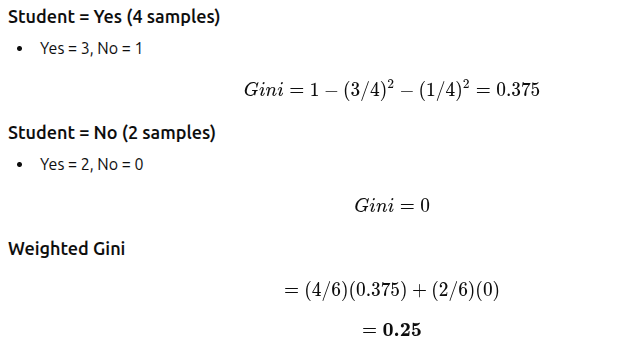 Student = Yes (4 samples)
• Yes = 3, No = 1
Gini = 1 − (3/4)² − (1/4)² = 0.375
Student = No (2 samples)
• Yes = 2, No = 0
Gini = 0
Weighted Gini
= (4/6)(0.375) + (2/6)(0)
= 0.25